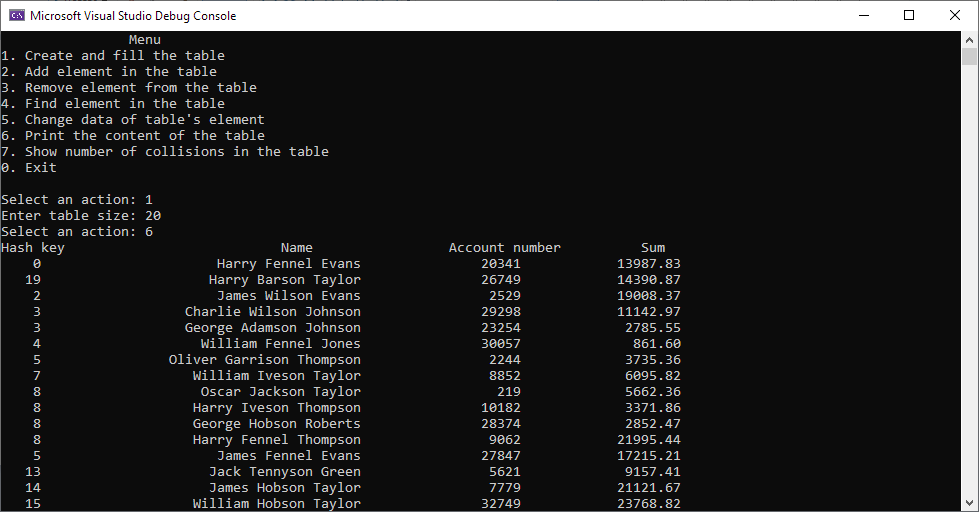 Microsoft Visual Studio Debug Console
Menu
1. Create and fill the table
2. Add element in the table
3. Remove element from the table
4. Find element in the table
5. Change data of table's element
6. Print the content of the table
7. Show number of collisions in the table
0. Exit
Select an action: 1
Enter table size: 20
Select an action: 6
Hash key Name Account number Sum
0 Harry Fennel Evans 20341 13987.83
19 Harry Barson Taylor 26749 14390.87
2 James Wilson Evans 2529 19008.37
3 Charlie Wilson Johnson 29298 11142.97
3 George Adamson Johnson 23254 2785.55
4 William Fennel Jones 30057 861.60
5 Oliver Garrison Thompson 2244 3735.36
7 William Iveson Taylor 8852 6095.82
8 Oscar Jackson Taylor 219 5662.36
8 Harry Iveson Thompson 10182 3371.86
8 George Hobson Roberts 28374 2852.47
8 Harry Fennel Thompson 9062 21995.44
5 James Fennel Evans 27847 17215.21
13 Jack Tennyson Green 5621 9157.41
14 James Hobson Taylor 7779 21121.67
15 William Hobson Taylor 32749 23768.82